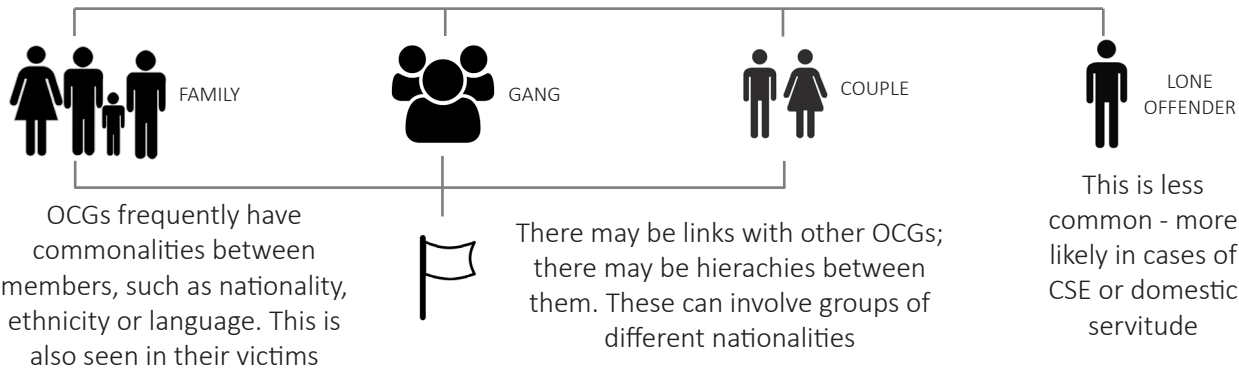 FAMILY
GANG
COUPLE
LONE
OFFENDER
OCGs frequently have
commonalities between
members, such as nationality,
ethnicity or language. This is
also seen in their victims
There may be links with other OCGs;
there may be hierachies between
them. These can involve groups of
different nationalities
This is less
common - more
likely in cases of
CSE or domestic
servitude